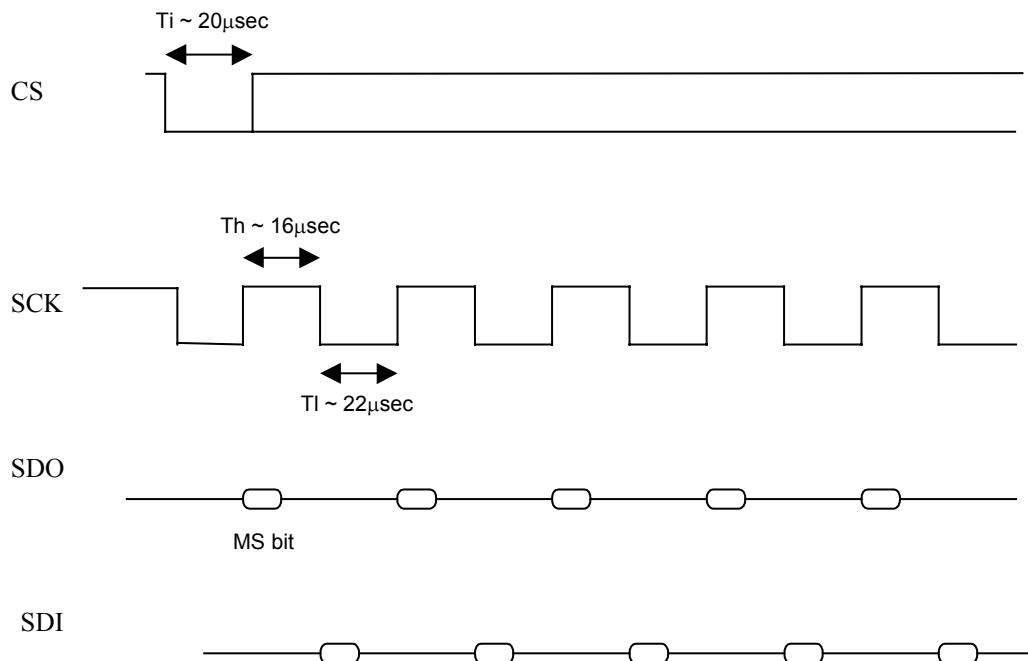 Ti ~ 20μsec
CS
Th ~ 16μsec
SCK
Tl ~ 22μsec
SDO
MS bit
SDI